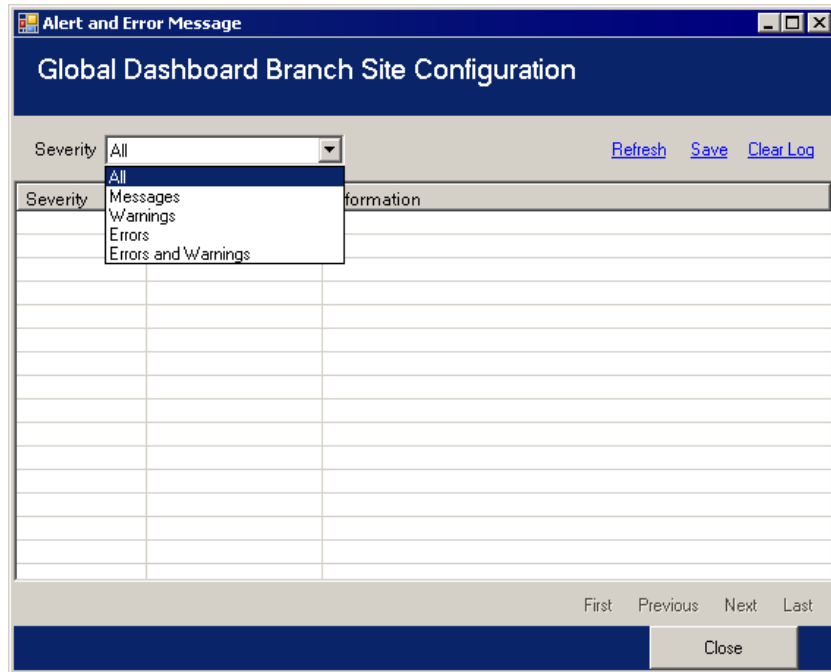 Alert and Error Message
Global Dashboard Branch Site Configuration
Severity All Refresh Save Clear Log
All
Messages
Warnings
Errors
Errors and Warnings
Severity formation
First Previous Next Last
Close